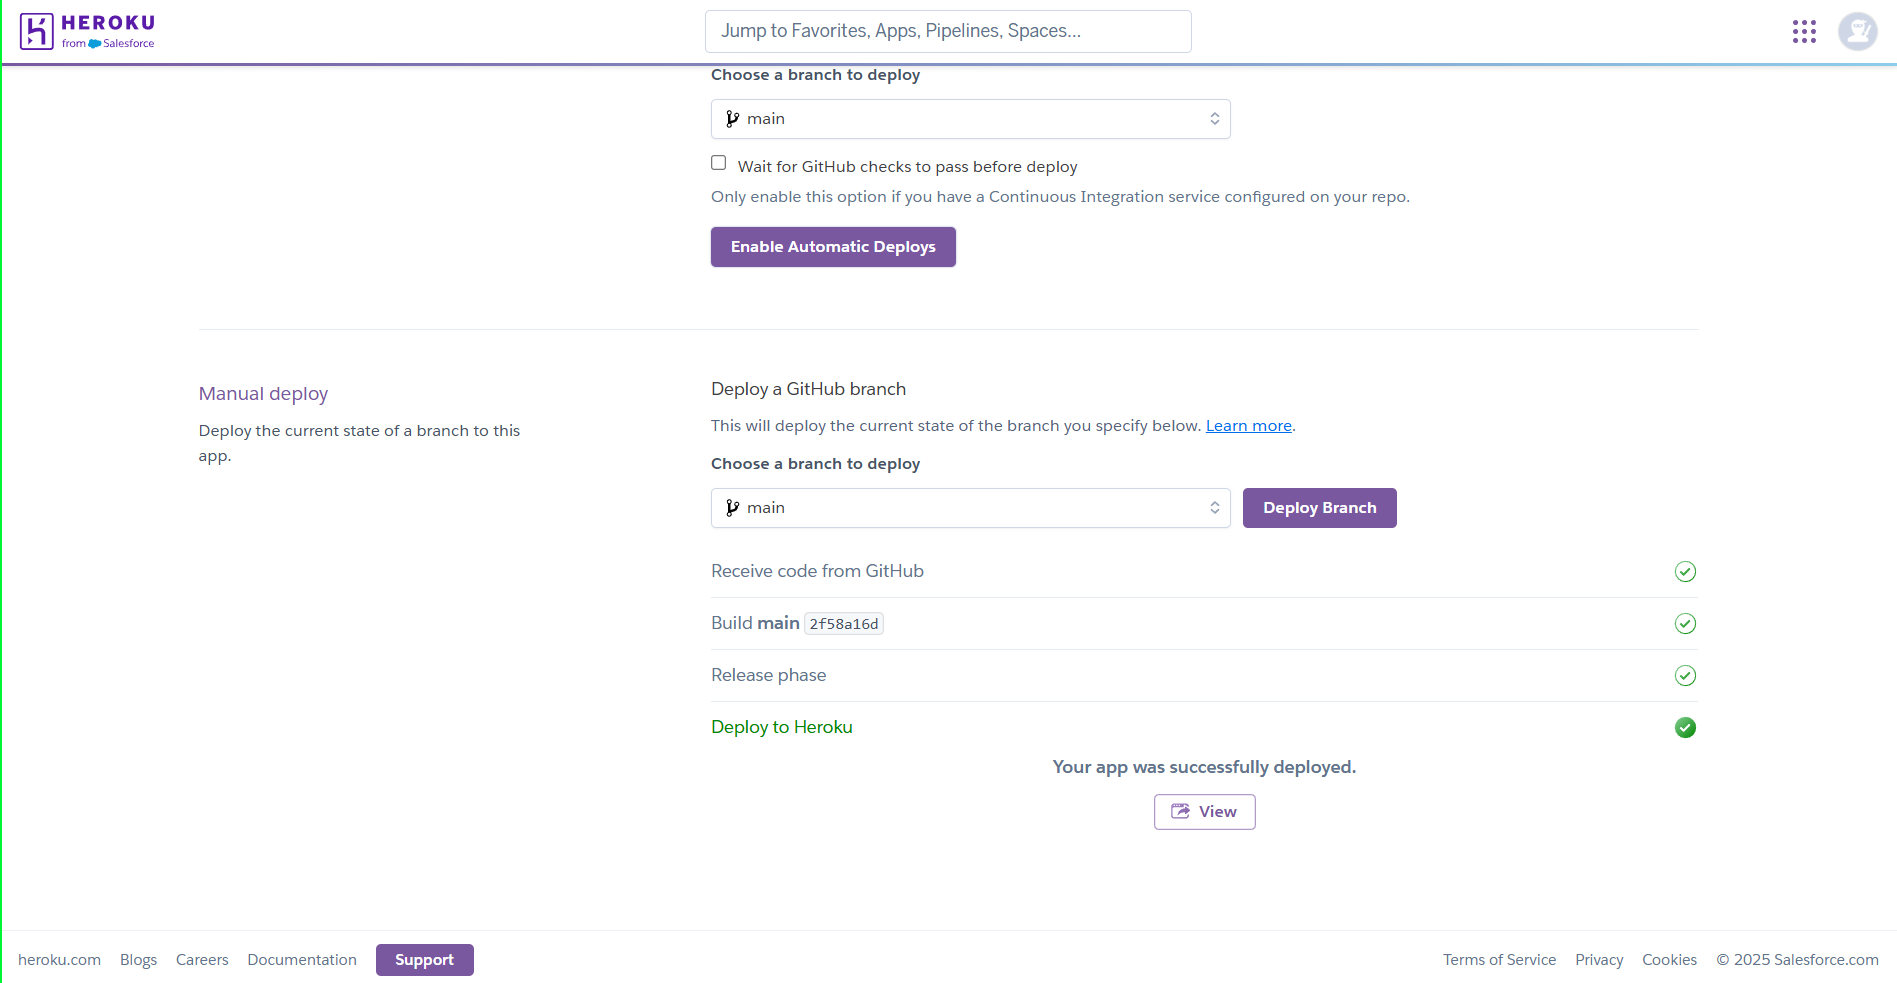 HEROKU
from Salesforce
Jump to Favorites, Apps, Pipelines, Spaces...
Choose a branch to deploy
main
Wait for GitHub checks to pass before deploy
Only enable this option if you have a Continuous Integration service configured on your repo.
Enable Automatic Deploys
Manual deploy
Deploy the current state of a branch to this
app.
Deploy a GitHub branch
This will deploy the current state of the branch you specify below. Learn more.
Choose a branch to deploy
main
Deploy Branch
Receive code from GitHub
Build main 2f58a16d
Release phase
Deploy to Heroku
Your app was successfully deployed.
View
heroku.com Blogs Careers Documentation Support
Terms of Service Privacy Cookies © 2025 Salesforce.com